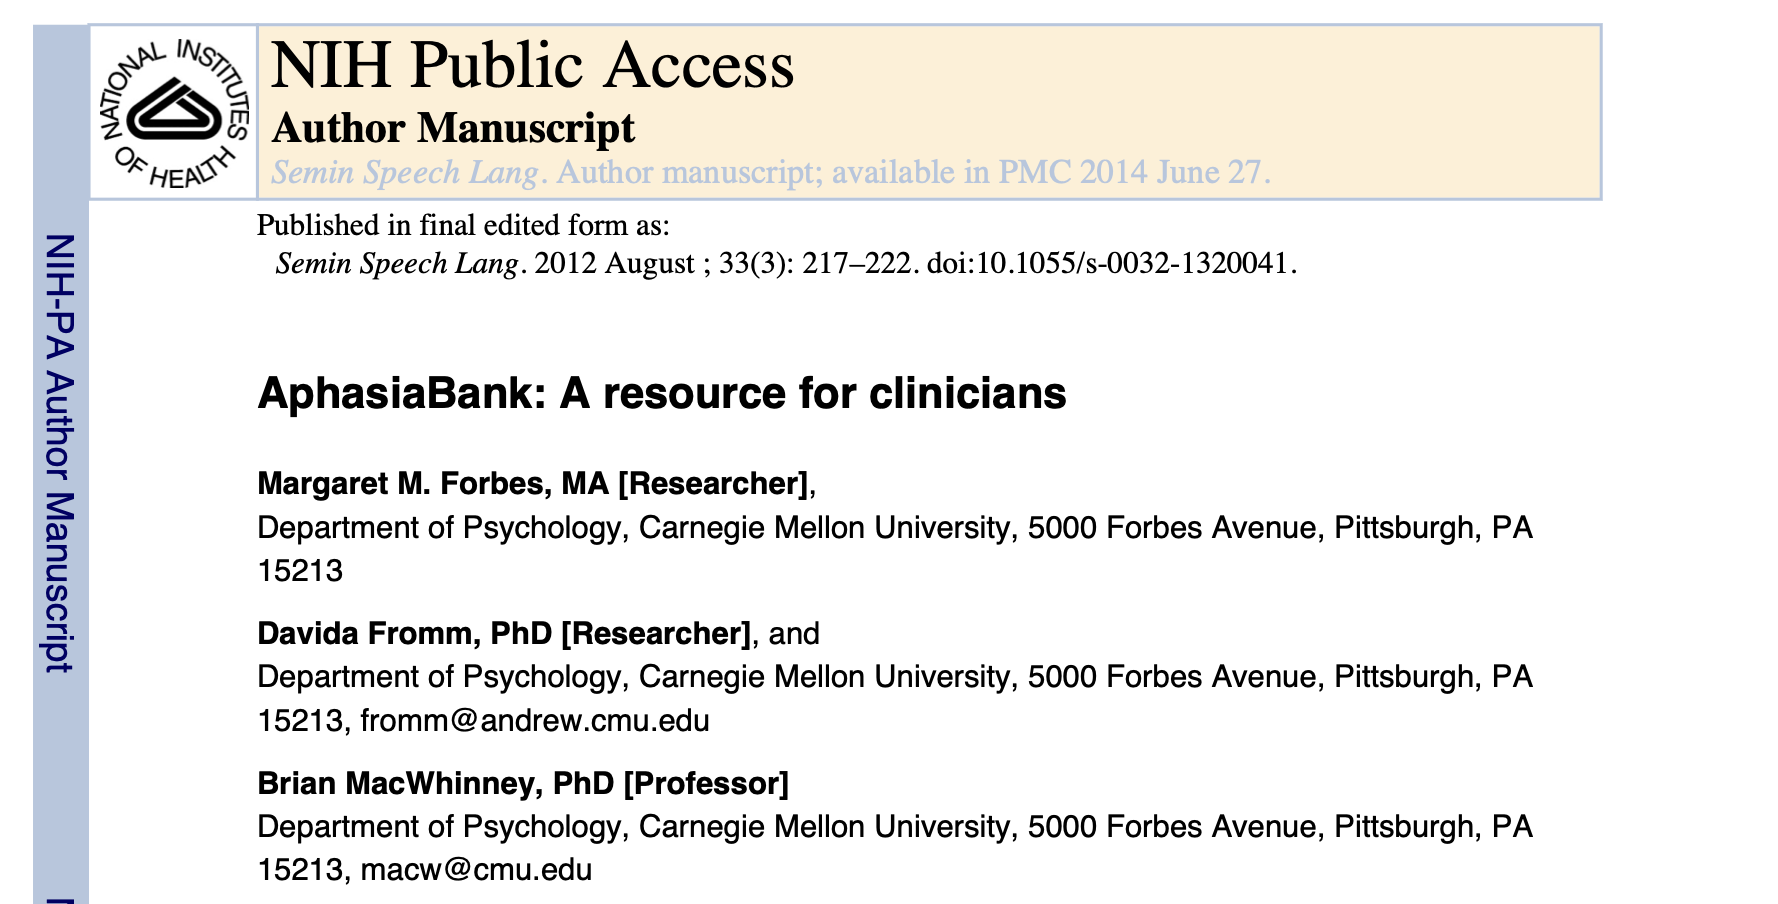 NATIONAL INSTITUTES
OF HEALTH
NIH Public Access
Author Manuscript
Semin Speech Lang. Author manuscript; available in PMC 2014 June 27.
Published in final edited form as:
Semin Speech Lang. 2012 August ; 33(3): 217–222. doi:10.1055/s-0032-1320041.
AphasiaBank: A resource for clinicians
Margaret M. Forbes, MA [Researcher],
Department of Psychology, Carnegie Mellon University, 5000 Forbes Avenue, Pittsburgh, PA
15213
Davida Fromm, PhD [Researcher], and
Department of Psychology, Carnegie Mellon University, 5000 Forbes Avenue, Pittsburgh, PA
15213, fromm@andrew.cmu.edu
Brian MacWhinney, PhD [Professor]
Department of Psychology, Carnegie Mellon University, 5000 Forbes Avenue, Pittsburgh, PA
15213, macw@cmu.edu
NIH-PA Author Manuscript